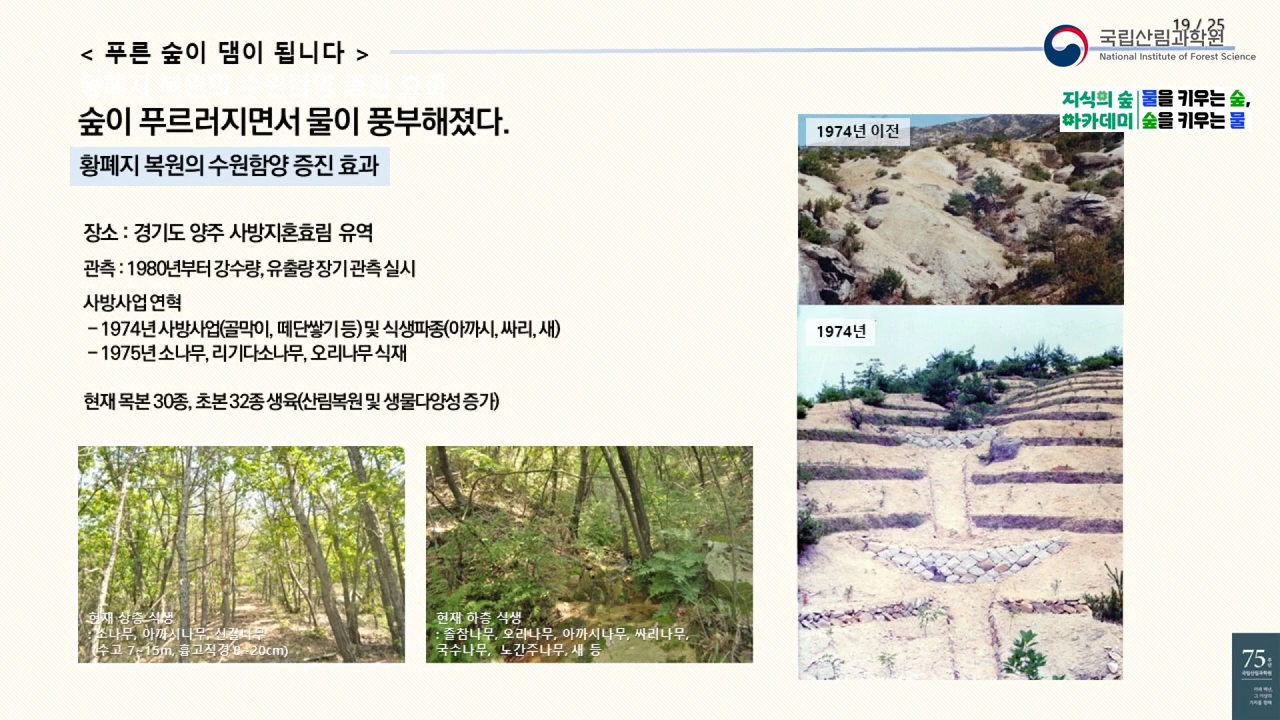 < 푸른 숲이 댐이 됩니다 >
19 / 25
국립산림과학원
National Institute of Forest Science
지식의 숲 물을 키우는 숲,
아카데미 숲을 키우는 물
숲이 푸르러지면서 물이 풍부해졌다.
황폐지 복원의 수원함양 증진 효과
장소 : 경기도 양주 사방지혼효림 유역
관측 : 1980년부터 강수량, 유출량 장기 관측 실시
사방사업 연혁
– 1974년 사방사업(골막이, 떼단쌓기 등) 및 식생파종(아까시, 싸리, 새)
– 1975년 소나무, 리기다소나무, 오리나무 식재
현재 목본 30종, 초본 32종 생육(산림복원 및 생물다양성 증가)
1974년 이전
1974년
현재 상층 식생
: 소나무, 아까시나무, 신갈나무
(수고 7~15m, 흉고직경 8~20cm)
현재 하층 식생
: 졸참나무, 오리나무, 아까시나무, 싸리나무,
국수나무, 노간주나무, 새 등
75주년
국립산림과학원